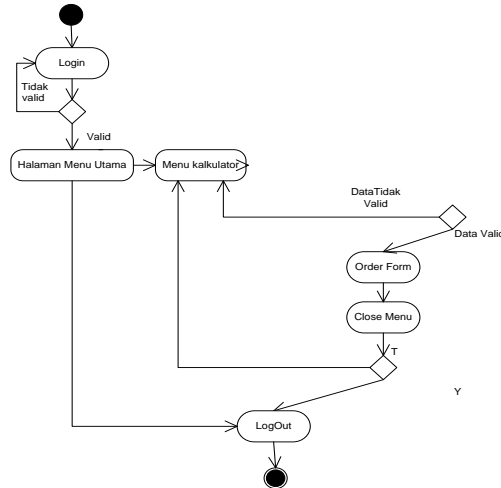 Login
Tidak
valid
Valid
Halaman Menu Utama
Menu kalkulator
DataTidak
Valid
Data Valid
Order Form
Close Menu
T
Y
LogOut